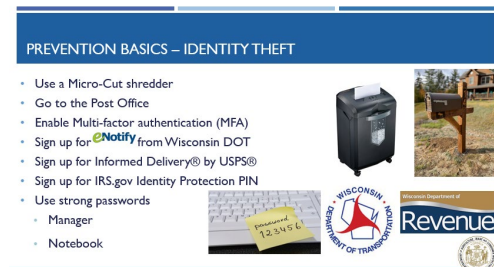 PREVENTION BASICS – IDENTITY THEFT
Use a Micro-Cut shredder
Go to the Post Office
Enable Multi-factor authentication (MFA)
Sign up for eNotify from Wisconsin DOT
Sign up for Informed Delivery® by USPS®
Sign up for IRS.gov Identity Protection PIN
Use strong passwords
Manager
Notebook
password
123456
WISCONSIN
DEPARTMENT OF TRANSPORTATION
Wisconsin Department of
Revenue